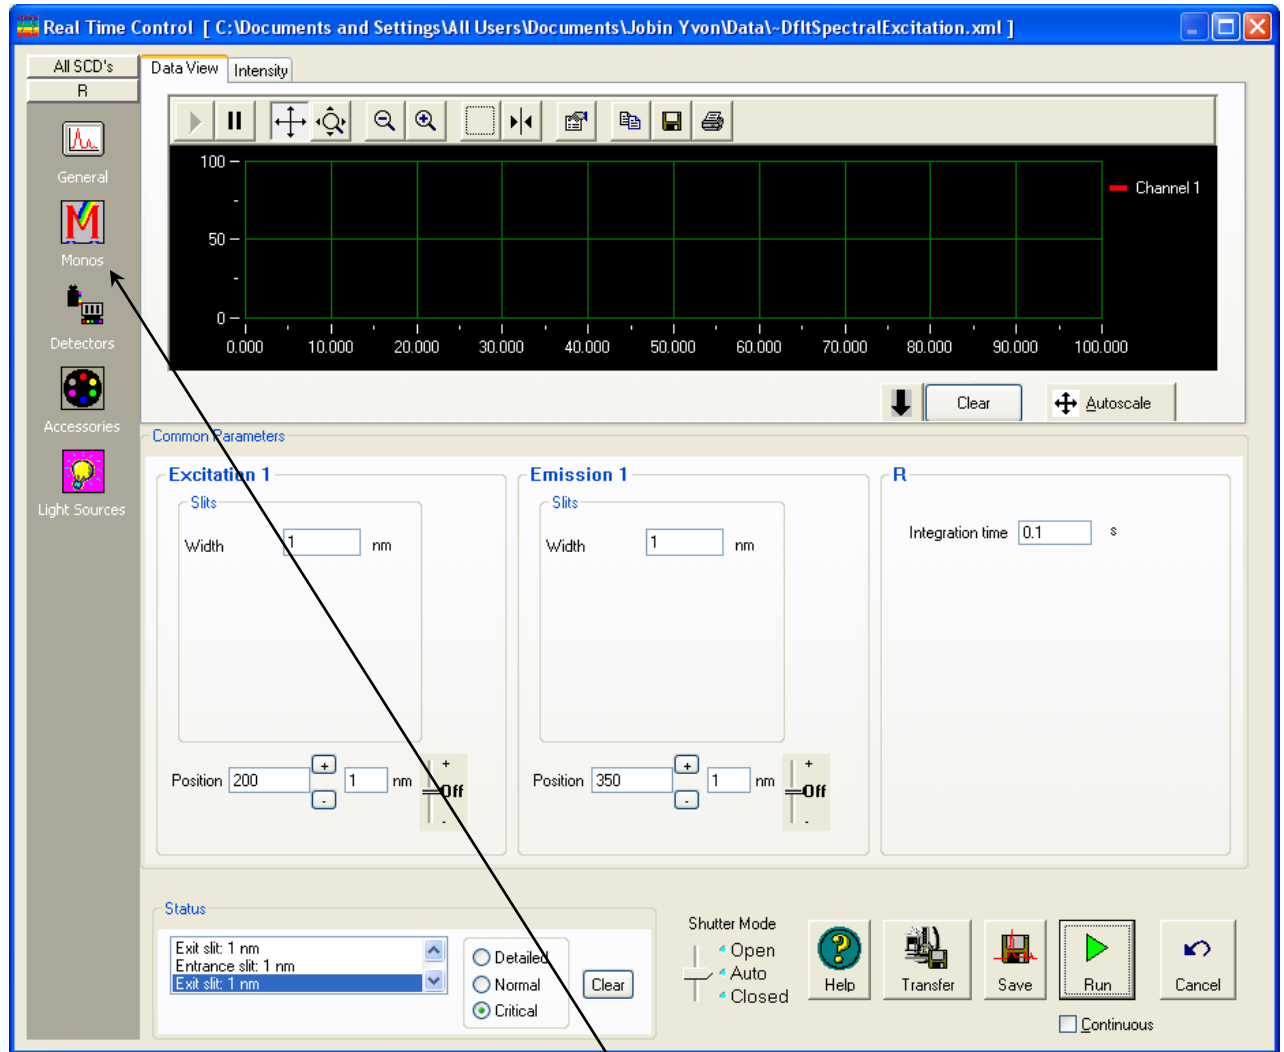 Real Time Control [ C:\Documents and Settings\All Users\Documents\Jobin Yvon\Data\~DfltSpectralExcitation.xml ]
All SCD's
R
General
Monos
Detectors
Accessories
Light Sources
Data View Intensity
100
50
0
0.000 10.000 20.000 30.000 40.000 50.000 60.000 70.000 80.000 90.000 100.000
Channel 1
Clear Autoscale
Common Parameters
Excitation 1
Slits
Width 1 nm
Position 200 + - 1 nm + Off -
Emission 1
Slits
Width 1 nm
Position 350 + - 1 nm + Off -
R
Integration time 0.1 s
Status
Exit slit: 1 nm
Entrance slit: 1 nm
Exit slit: 1 nm
Detailed
Normal
Critical
Clear
Shutter Mode
Open
Auto
Closed
? Help
Transfer
Save
Run
Cancel
Continuous